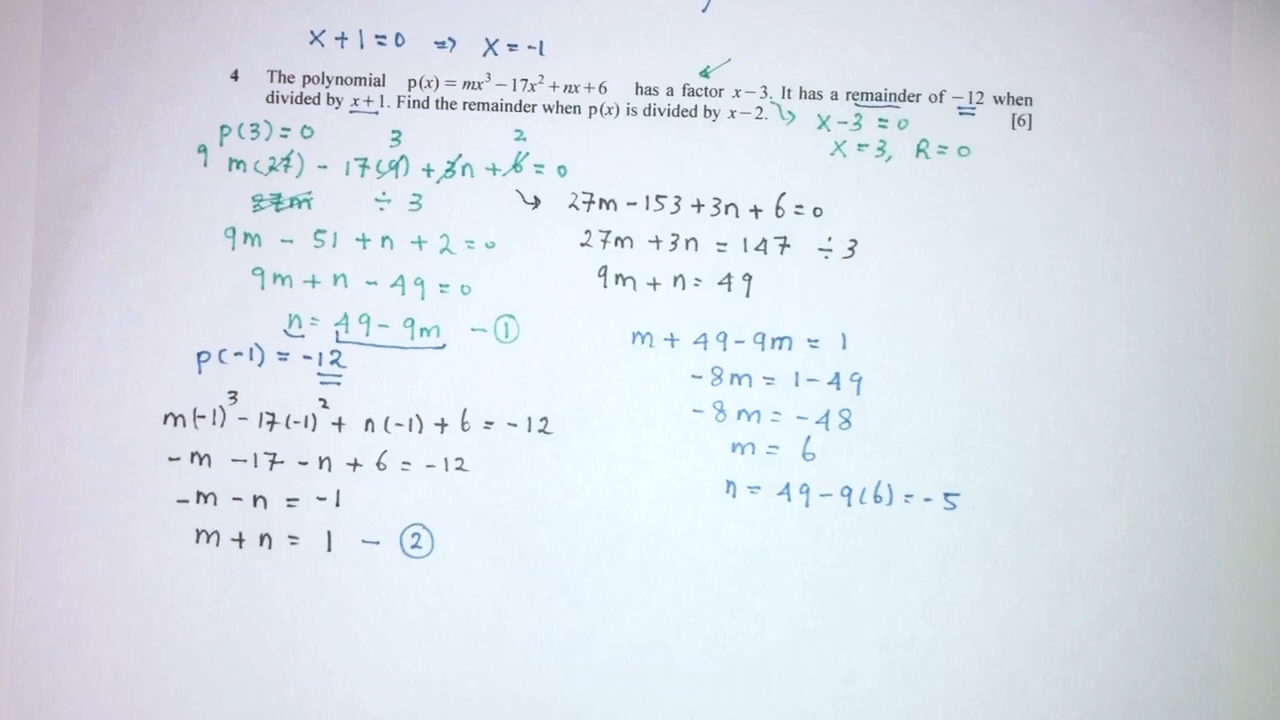 x + 1 = 0 ⇒ x = -1
4 The polynomial p(x) = mx³ − 17x² + nx + 6 has a factor x − 3. It has a remainder of −12 when
divided by x + 1. Find the remainder when p(x) is divided by x − 2. [6]
x - 3 = 0
x = 3, R = 0
p(3) = 0
3 2
9 m(27) - 17(9) + 3n + 6 = 0
27m ÷ 3
9m - 51 + n + 2 = 0
9m + n - 49 = 0
n = 49 - 9m - ①
↳ 27m - 153 + 3n + 6 = 0
27m + 3n = 147 ÷ 3
9m + n = 49
p(-1) = -12
m(-1)³ - 17(-1)² + n(-1) + 6 = -12
-m - 17 - n + 6 = -12
-m - n = -1
m + n = 1 - ②
m + 49 - 9m = 1
-8m = 1 - 49
-8m = -48
m = 6
n = 49 - 9(6) = -5